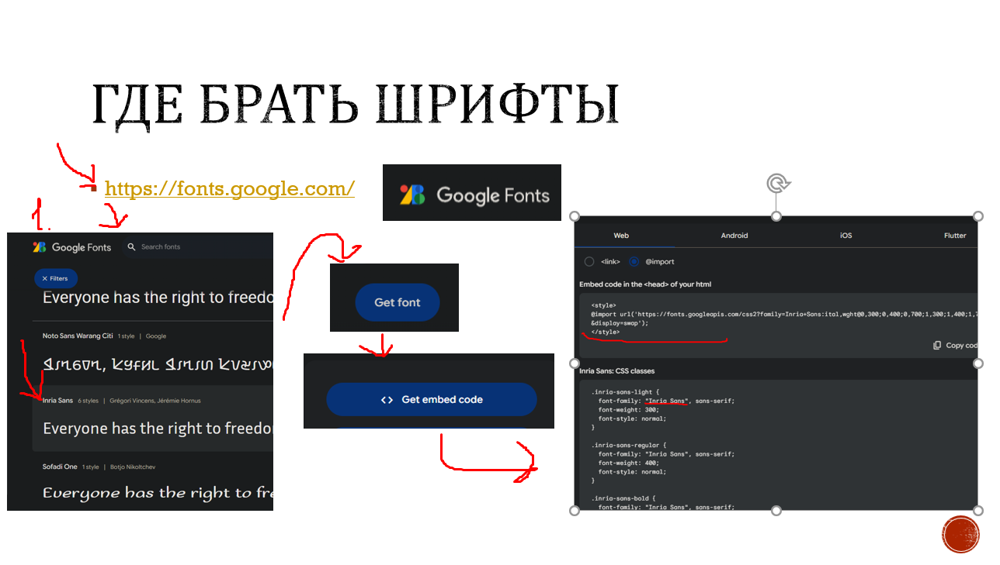 ГДЕ БРАТЬ ШРИФТЫ
https://fonts.google.com/
Google Fonts
1.
Google Fonts
Search fonts
Filters
Everyone has the right to freedo
Noto Sans Warang Citi 1 style | Google
Inria Sans 6 styles | Grégori Vincens, Jérémie Hornus
Everyone has the right to freedo
Sofadi One 1 style | Botjo Nikoltchev
Everyone has the right to fre
Get font
<> Get embed code
Web Android iOS Flutter
<link> @import
Embed code in the <head> of your html
<style>
@import url('https://fonts.googleapis.com/css2?family=Inria+Sans:ital,wght@0,300;0,400;0,700;1,300;1,400;1,7
&display=swap');
</style>
Copy cod
Inria Sans: CSS classes
.inria-sans-light {
font-family: "Inria Sans", sans-serif;
font-weight: 300;
font-style: normal;
}
.inria-sans-regular {
font-family: "Inria Sans", sans-serif;
font-weight: 400;
font-style: normal;
}
.inria-sans-bold {
font-family: "Inria Sans", sans-serif;